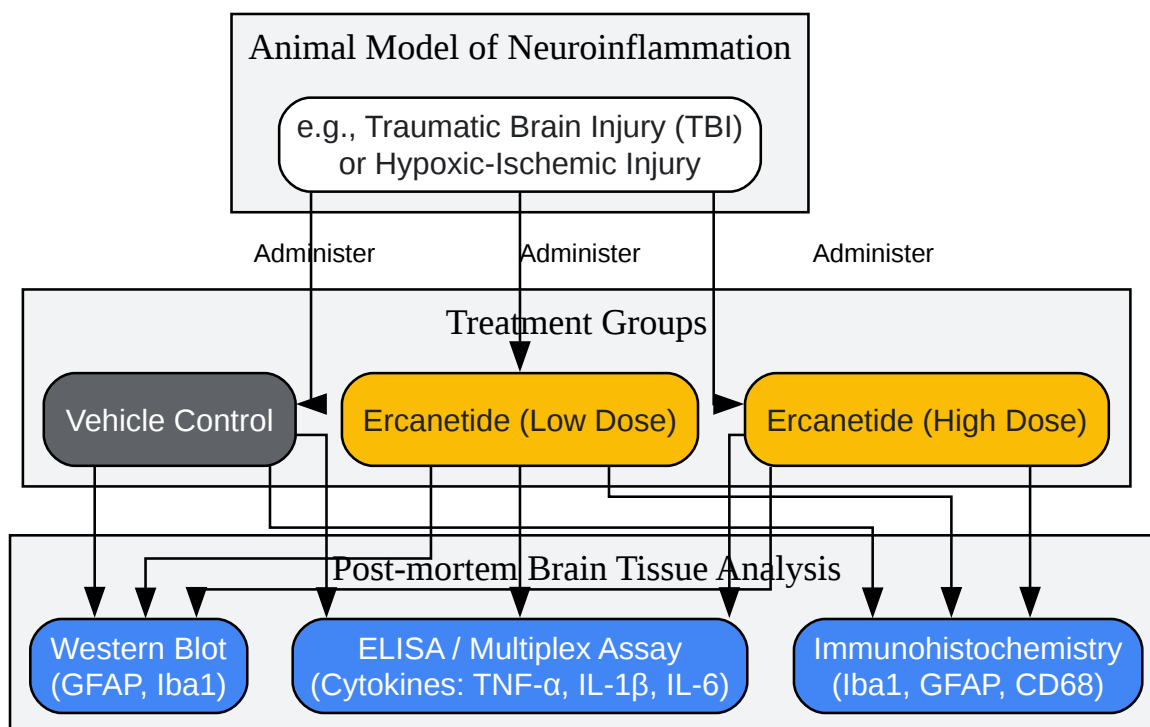 Animal Model of Neuroinflammation
e.g., Traumatic Brain Injury (TBI)
or Hypoxic-Ischemic Injury
Administer
Administer
Administer
Treatment Groups
Vehicle Control
Ercanetide (Low Dose)
Ercanetide (High Dose)
Post-mortem Brain Tissue Analysis
Western Blot
(GFAP, Iba1)
ELISA / Multiplex Assay
(Cytokines: TNF-α, IL-1β, IL-6)
Immunohistochemistry
(Iba1, GFAP, CD68)